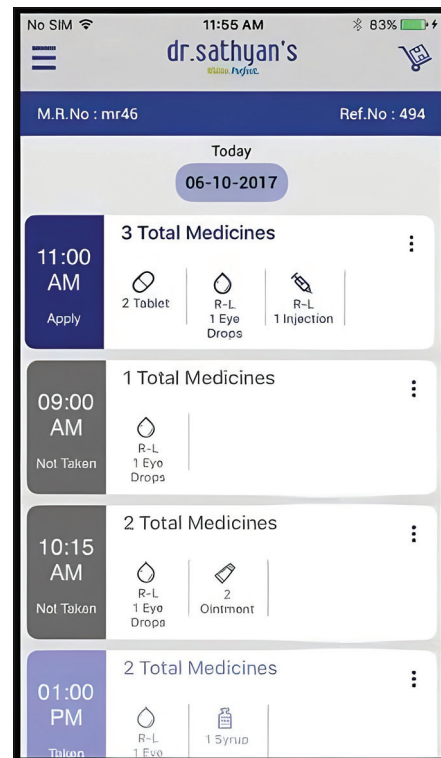 No SIM 11:55 AM 83%
dr.sathyan's
M.R.No : mr46 Ref.No : 494
Today
06-10-2017
3 Total Medicines
11:00
AM
Apply
2 Tablet
R-L
1 Eye
Drops
R-L
1 Injection
1 Total Medicines
09:00
AM
Not Taken
R-L
1 Eye
Drops
2 Total Medicines
10:15
AM
Not Taken
R-L
1 Eye
Drops
2
Ointment
2 Total Medicines
01:00
PM
Taken
R-L
1 Eye
1 Syrup